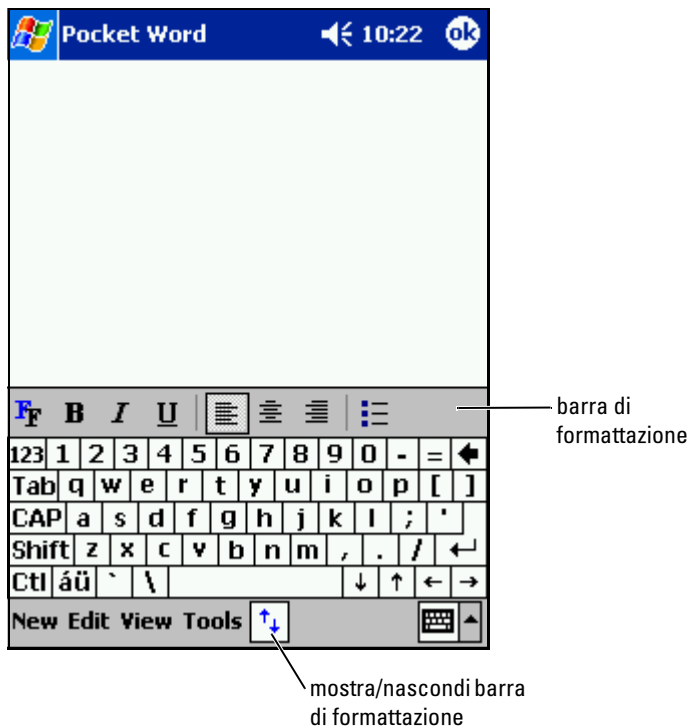 Pocket Word 10:22 ok
FF B I U
barra di
formattazione
123 1 2 3 4 5 6 7 8 9 0 - =
Tab q w e r t y u i o p [ ]
CAP a s d f g h j k l ; '
Shift z x c v b n m , . /
Ctl áü ` \
New Edit View Tools
mostra/nascondi barra
di formattazione